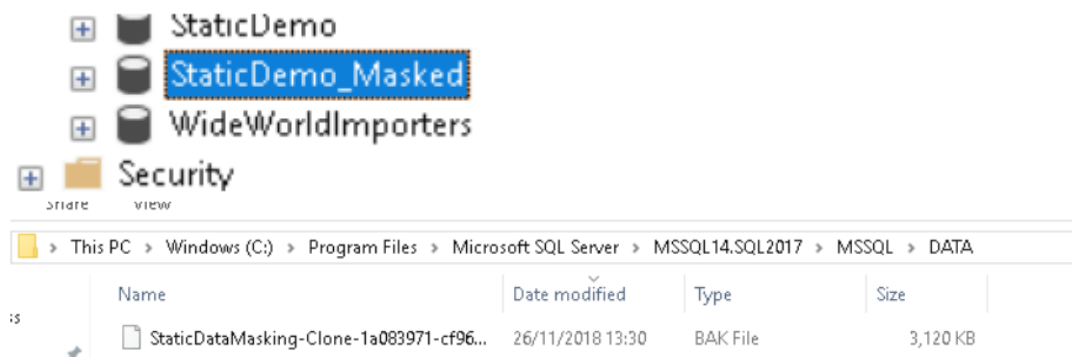 StaticDemo
StaticDemo_Masked
WideWorldImporters
Security
Share View
This PC > Windows (C:) > Program Files > Microsoft SQL Server > MSSQL14.SQL2017 > MSSQL > DATA
Name Date modified Type Size
ss
StaticDataMasking-Clone-1a083971-cf96... 26/11/2018 13:30 BAK File 3,120 KB